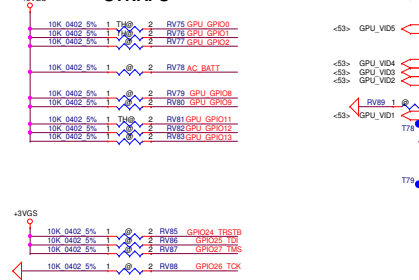 10K_0402_5% 1 TH@ 2 RV75 GPU_GPIO0
10K_0402_5% 1 TH@ 2 RV76 GPU_GPIO1
10K_0402_5% 1 @ 2 RV77 GPU_GPIO2
10K_0402_5% 1 @ 2 RV78 AC_BATT
10K_0402_5% 1 @ 2 RV79 GPU_GPIO8
10K_0402_5% 1 @ 2 RV80 GPU_GPIO9
10K_0402_5% 1 TH@ 2 RV81 GPU_GPIO11
10K_0402_5% 1 @ 2 RV82 GPU_GPIO12
10K_0402_5% 1 @ 2 RV83 GPU_GPIO13
+3VGS
10K_0402_5% 1 @ 2 RV85 GPIO24_TRSTB
10K_0402_5% 1 @ 2 RV86 GPIO25_TDI
10K_0402_5% 1 @ 2 RV87 GPIO27_TMS
10K_0402_5% 1 @ 2 RV88 GPIO26_TCK
<53> GPU_VID5
<53> GPU_VID4
<53> GPU_VID3
<53> GPU_VID2
RV89 1 @
<53> GPU_VID1
T78
T79